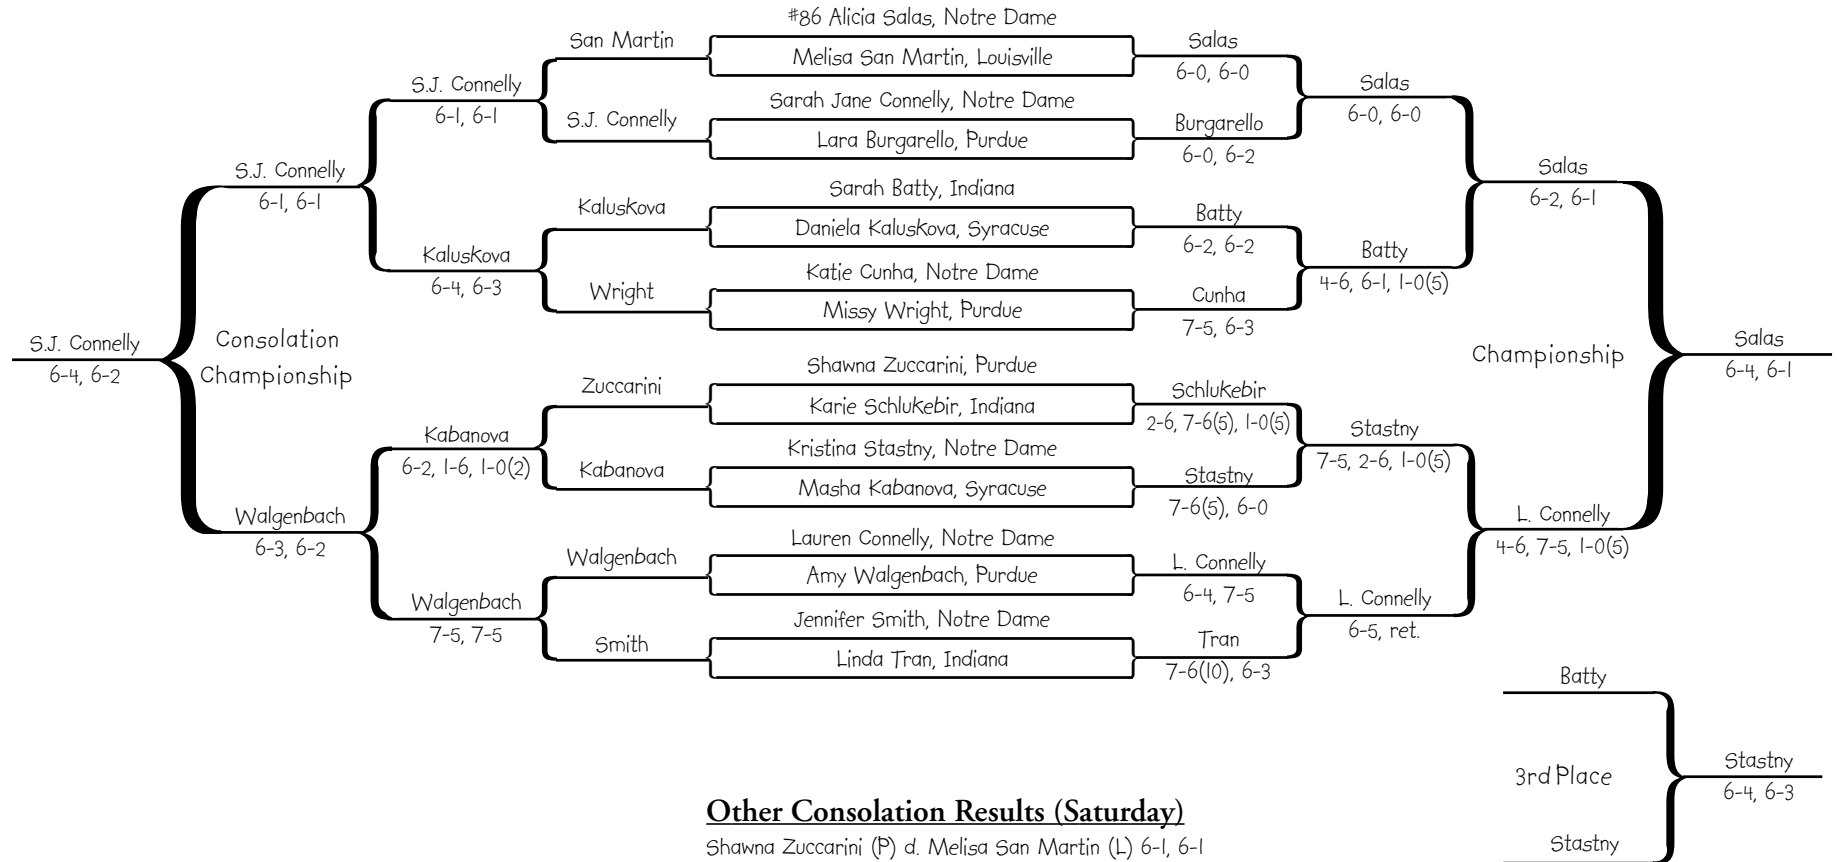 #86 Alicia Salas, Notre Dame
San Martin
Melisa San Martin, Louisville
Salas
6-0, 6-0
S.J. Connelly
6-1, 6-1
Sarah Jane Connelly, Notre Dame
Salas
6-0, 6-0
S.J. Connelly
Lara Burgarello, Purdue
Burgarello
6-0, 6-2
S.J. Connelly
6-1, 6-1
Sarah Batty, Indiana
Salas
6-2, 6-1
Kaluskova
Daniela Kaluskova, Syracuse
Batty
6-2, 6-2
Kaluskova
6-4, 6-3
Katie Cunha, Notre Dame
Batty
4-6, 6-1, 1-0(5)
Wright
Missy Wright, Purdue
Cunha
7-5, 6-3
S.J. Connelly
6-4, 6-2
Consolation
Championship
Championship
Salas
6-4, 6-1
Shawna Zuccarini, Purdue
Zuccarini
Karie Schlukebir, Indiana
Schlukebir
2-6, 7-6(5), 1-0(5)
Kabanova
6-2, 1-6, 1-0(2)
Kristina Stastny, Notre Dame
Stastny
7-5, 2-6, 1-0(5)
Kabanova
Masha Kabanova, Syracuse
Stastny
7-6(5), 6-0
Walgenbach
6-3, 6-2
Lauren Connelly, Notre Dame
L. Connelly
4-6, 7-5, 1-0(5)
Walgenbach
Amy Walgenbach, Purdue
L. Connelly
6-4, 7-5
Walgenbach
7-5, 7-5
Jennifer Smith, Notre Dame
L. Connelly
6-5, ret.
Smith
Linda Tran, Indiana
Tran
7-6(10), 6-3
Batty
3rd Place
Stastny
6-4, 6-3
Stastny
Other Consolation Results (Saturday)
Shawna Zuccarini (P) d. Melisa San Martin (L) 6-1, 6-1